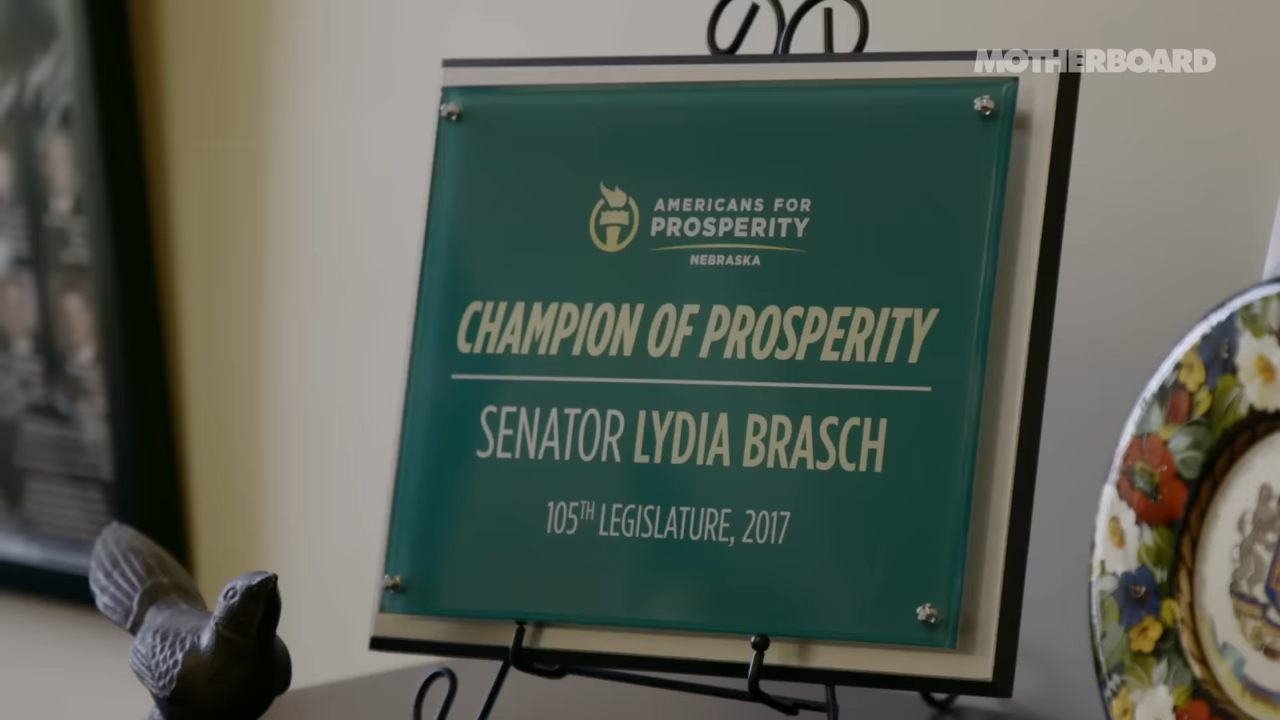 MOTHERBOARD
AMERICANS FOR
PROSPERITY
NEBRASKA
CHAMPION OF PROSPERITY
SENATOR LYDIA BRASCH
105TH LEGISLATURE, 2017